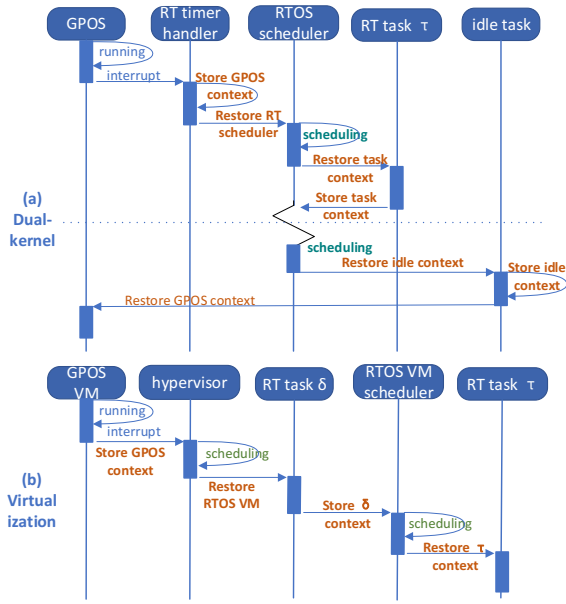 GPOS
RT timer
handler
RTOS
scheduler
RT task τ
idle task
running
interrupt
Store GPOS
context
Restore RT
scheduler
scheduling
Restore task
context
Store task
context
(a)
Dual-
kernel
scheduling
Restore idle context
Store idle
context
Restore GPOS context
GPOS
VM
hypervisor
RT task δ
RTOS VM
scheduler
RT task τ
running
interrupt
Store GPOS
context
scheduling
Restore
RTOS VM
(b)
Virtual
ization
Store δ
context
scheduling
Restore τ
context